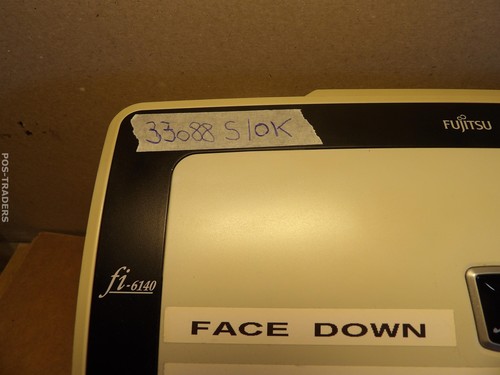 33088 S/OK
FUJITSU
POS-TRADERS
fi-6140
FACE DOWN